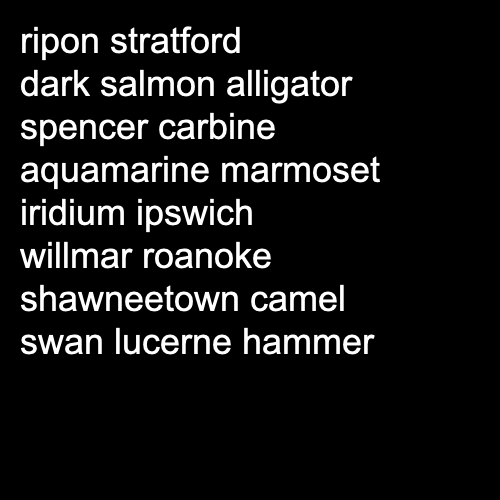 ripon stratford
dark salmon alligator
spencer carbine
aquamarine marmoset
iridium ipswich
willmar roanoke
shawneetown camel
swan lucerne hammer